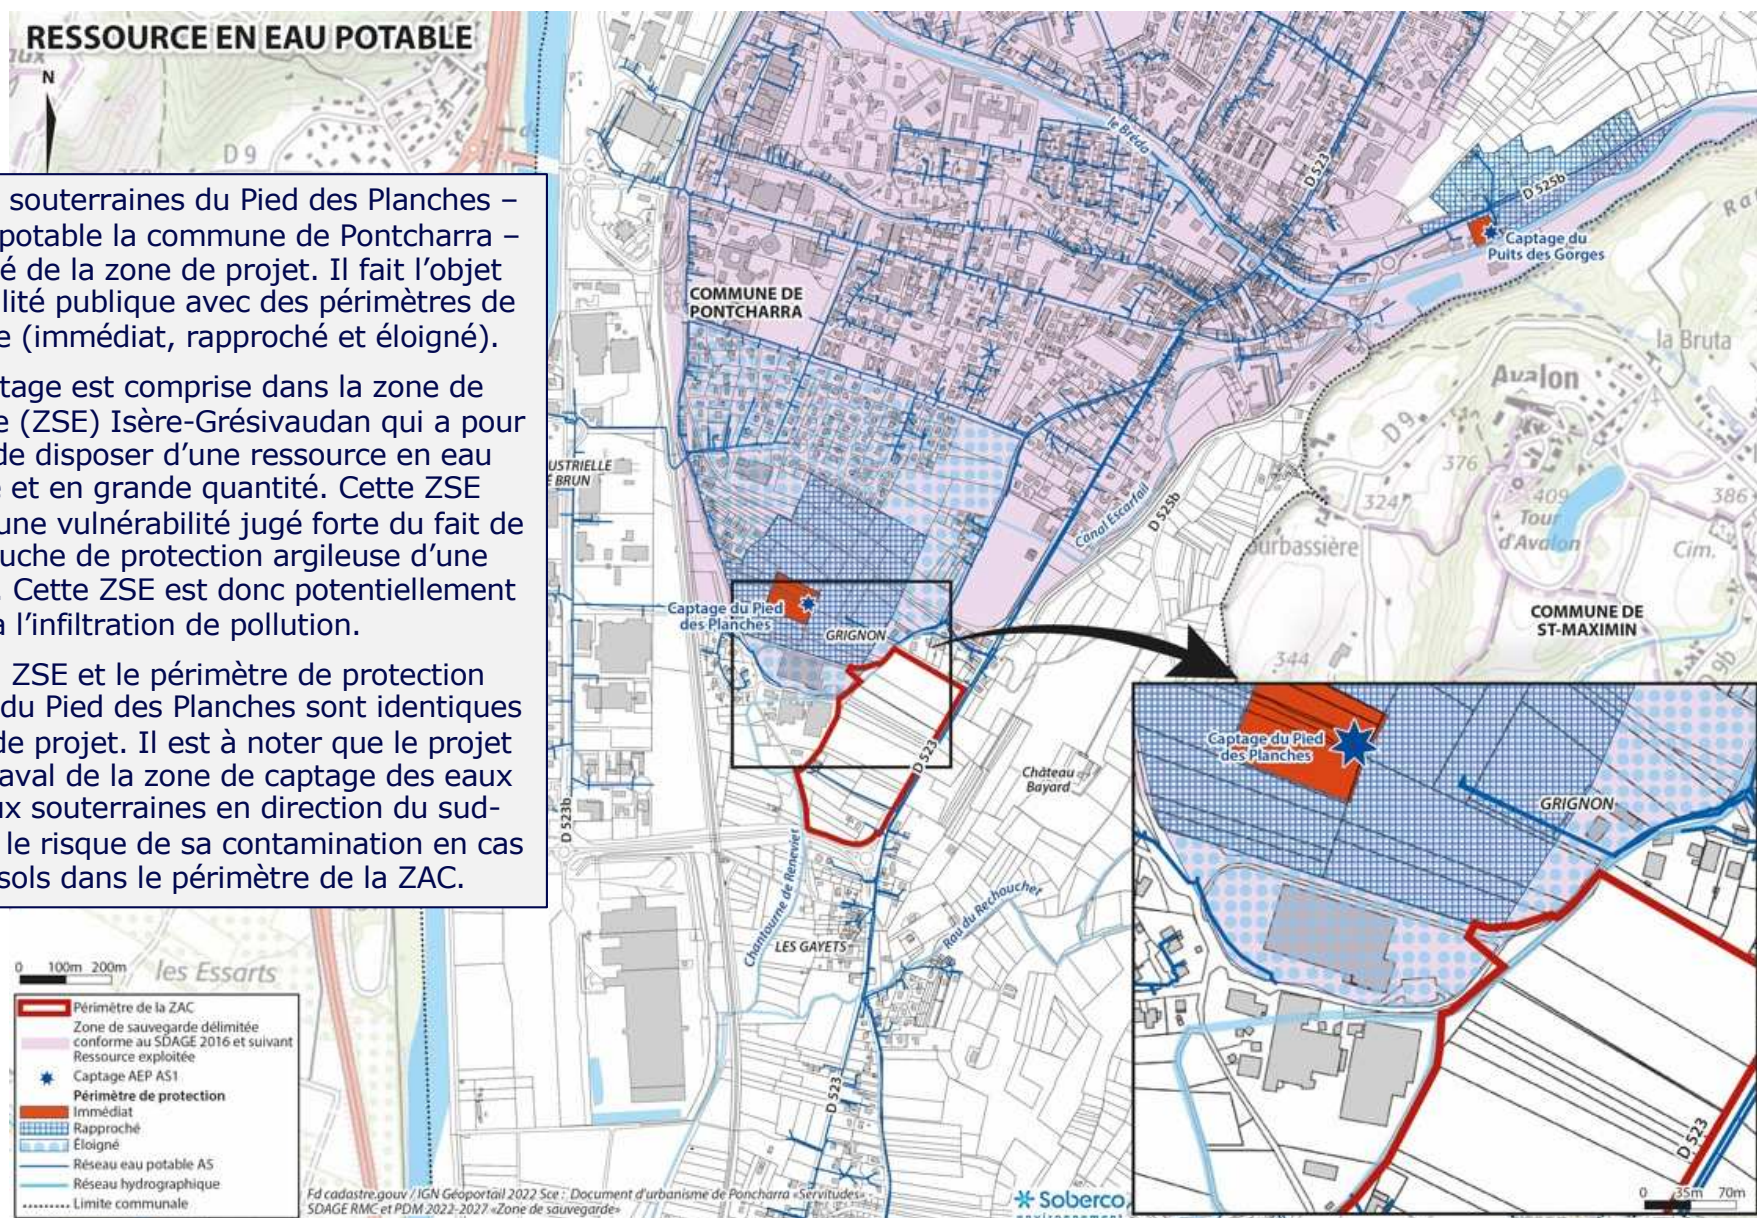 RESSOURCE EN EAU POTABLE
N
D 9
souterraines du Pied des Planches –
potable la commune de Pontcharra –
é de la zone de projet. Il fait l’objet
lité publique avec des périmètres de
e (immédiat, rapproché et éloigné).
tage est comprise dans la zone de
e (ZSE) Isère-Grésivaudan qui a pour
de disposer d’une ressource en eau
e et en grande quantité. Cette ZSE
une vulnérabilité jugé forte du fait de
uche de protection argileuse d’une
. Cette ZSE est donc potentiellement
à l’infiltration de pollution.
ZSE et le périmètre de protection
du Pied des Planches sont identiques
de projet. Il est à noter que le projet
aval de la zone de captage des eaux
ux souterraines en direction du sud-
le risque de sa contamination en cas
sols dans le périmètre de la ZAC.
le Bréda
D 523
D 525b
Captage du
Puits des Gorges
COMMUNE DE
PONTCHARRA
la Bruta
Avalon
D 9
376
324
409
386
Tour
d'Avalon
Cim.
ourbassière
USTRIELLE
BRUN
Canal Escarfail
D 525b
Captage du Pied
des Planches
GRIGNON
COMMUNE DE
ST-MAXIMIN
344
D 9b
D 523
Château
Bayard
D 523b
Chantourne de Renevier
Rau du Rechouchet
LES GAYETS
D 523
Captage du Pied
des Planches
GRIGNON
D 523
0 35m 70m
0 100m 200m
les Essarts
Périmètre de la ZAC
Zone de sauvegarde délimitée
conforme au SDAGE 2016 et suivant
Ressource exploitée
Captage AEP AS1
Périmètre de protection
Immédiat
Rapproché
Éloigné
Réseau eau potable A5
Réseau hydrographique
Limite communale
Fd cadastre.gouv / IGN Géoportail 2022 Sce : Document d'urbanisme de Poncharra «Servitudes»
SDAGE RMC et PDM 2022-2027 «Zone de sauvegarde»
Soberco
environnement